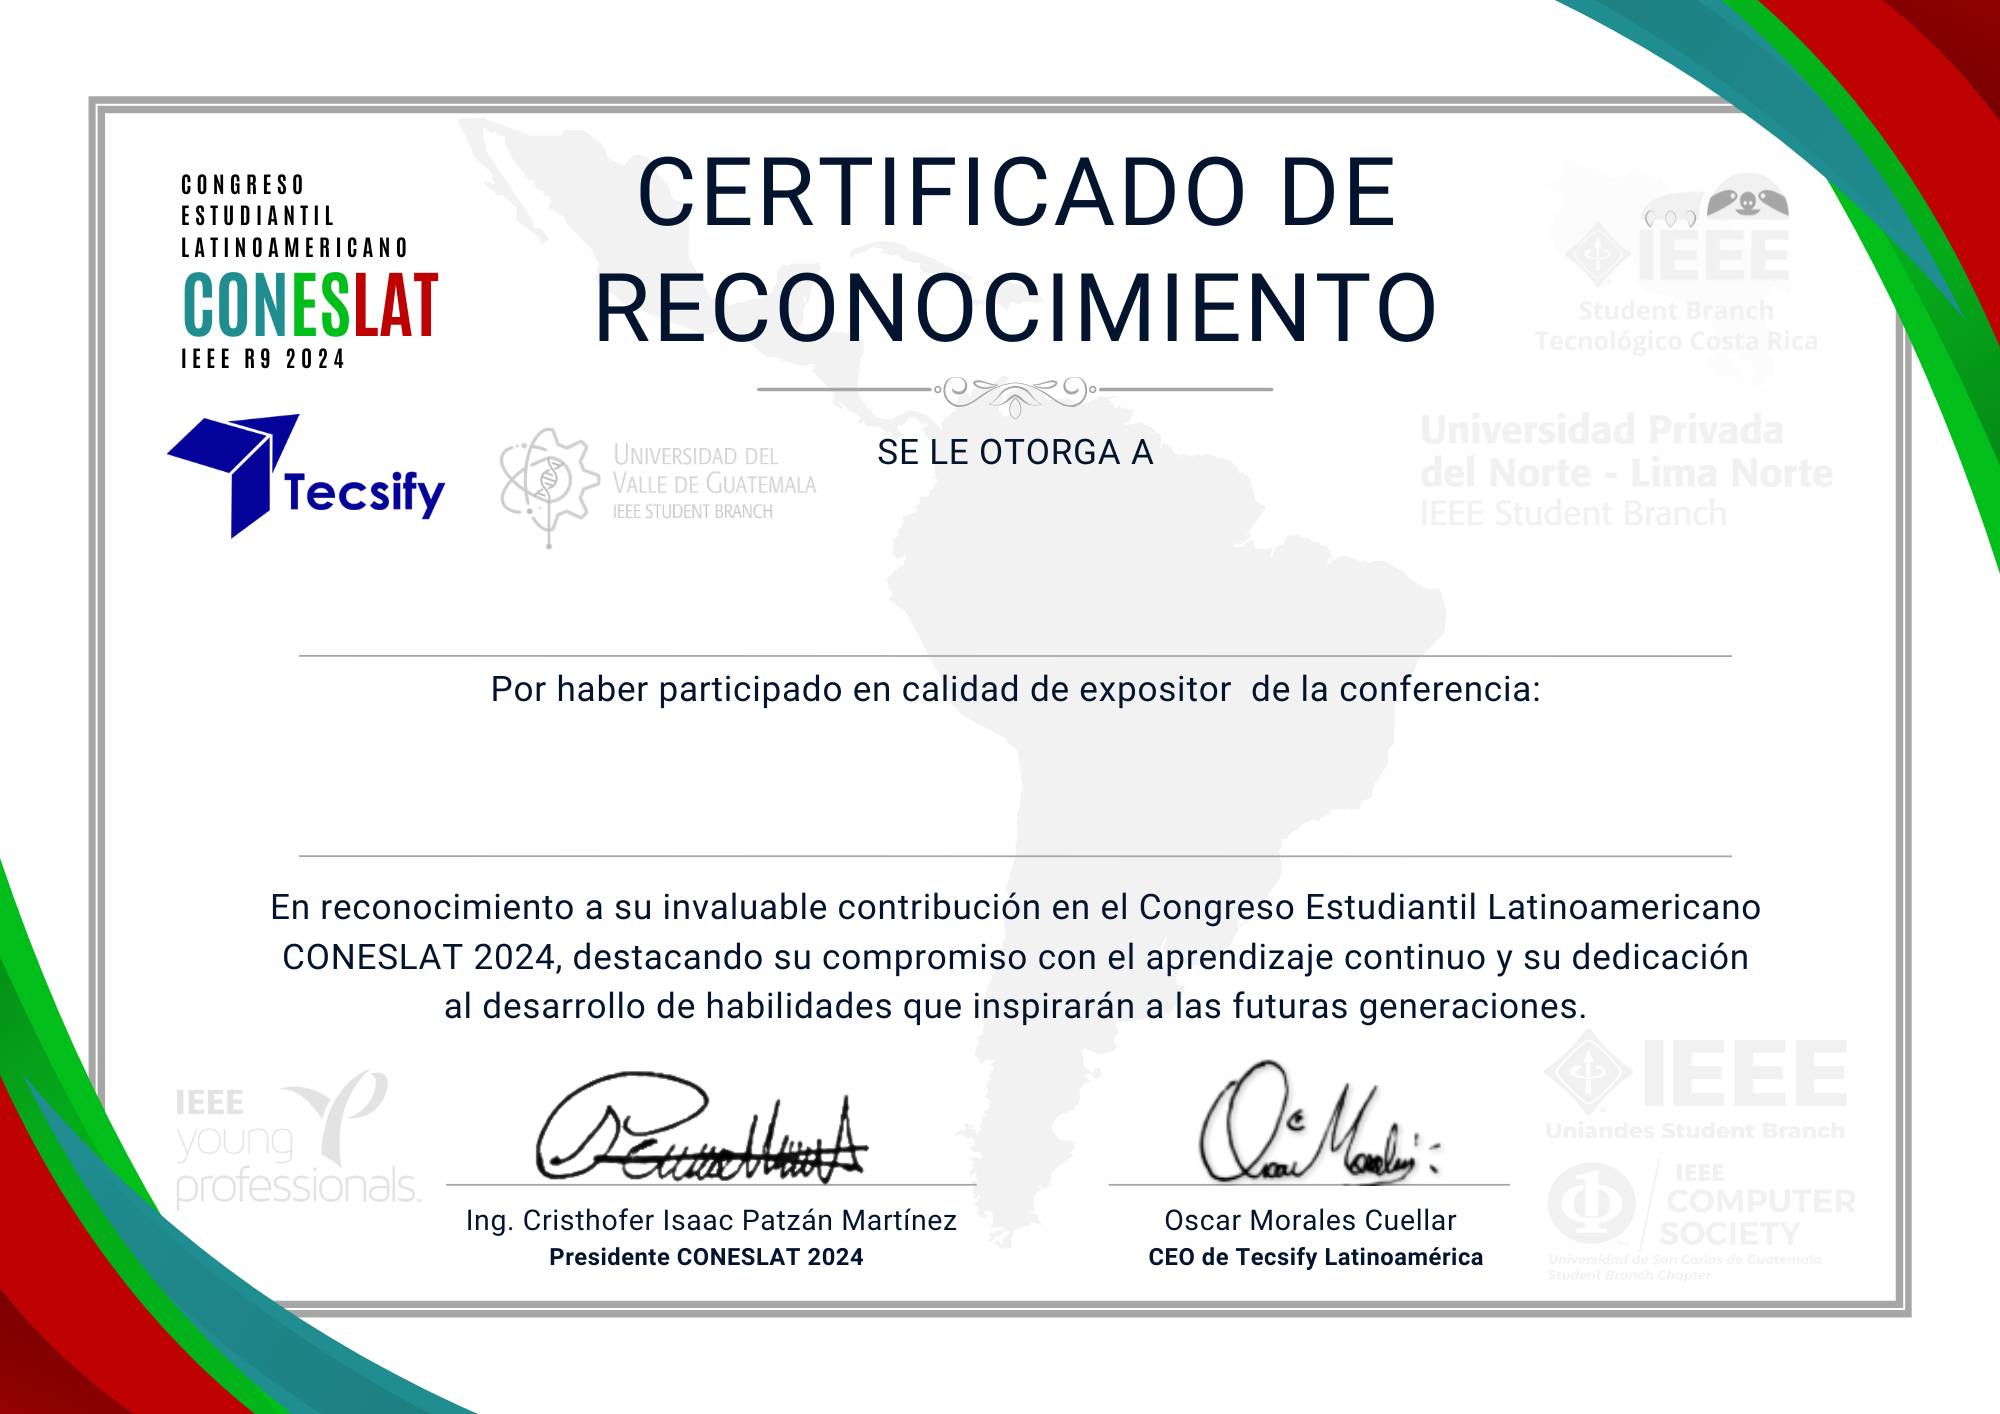 CERTIFICADO DE
RECONOCIMIENTO
CONGRESO
ESTUDIANTIL
LATINOAMERICANO
CONESLAT
IEEE R9 2024
IEEE
Student Branch
Tecnológico Costa Rica
Tecsify
UNIVERSIDAD DEL
VALLE DE GUATEMALA
IEEE STUDENT BRANCH
SE LE OTORGA A
Universidad Privada
del Norte - Lima Norte
IEEE Student Branch
Por haber participado en calidad de expositor  de la conferencia:
En reconocimiento a su invaluable contribución en el Congreso Estudiantil Latinoamericano
CONESLAT 2024, destacando su compromiso con el aprendizaje continuo y su dedicación
al desarrollo de habilidades que inspirarán a las futuras generaciones.
IEEE
young
professionals.
Ing. Cristhofer Isaac Patzán Martínez
Presidente CONESLAT 2024
Oscar Morales Cuellar
CEO de Tecsify Latinoamérica
IEEE
Uniandes Student Branch
IEEE
COMPUTER
SOCIETY
Universidad de San Carlos de Guatemala
Student Branch Chapter